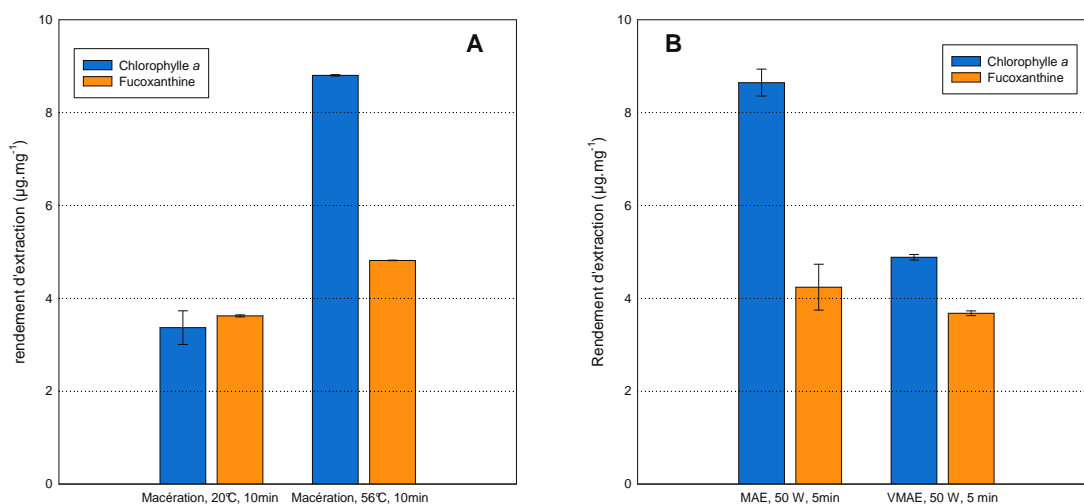 A
Chlorophylle a
Fucoxanthine
rendement d'extraction (µg.mg-1)
10
8
6
4
2
0
Macération, 20°C, 10min
Macération, 56°C, 10min
B
Chlorophylle a
Fucoxanthine
Rendement d'extraction (µg.mg-1)
10
8
6
4
2
0
MAE, 50 W, 5min
VMAE, 50 W, 5 min